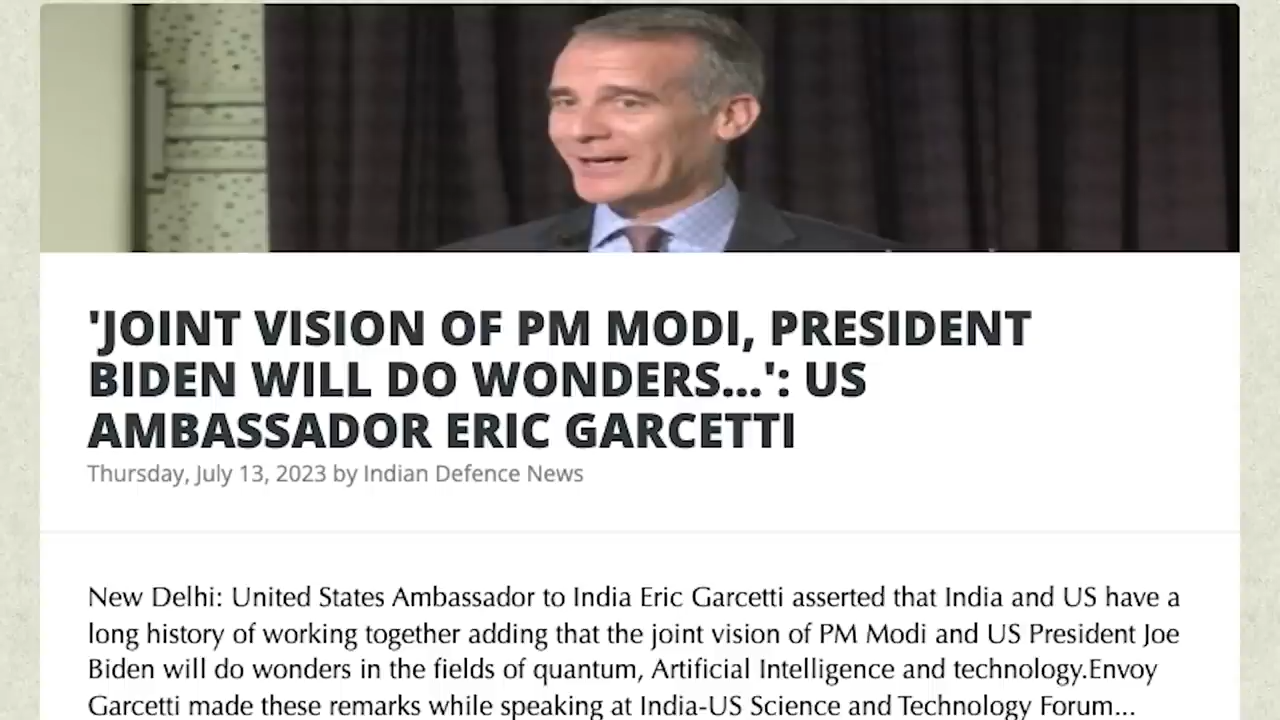 'JOINT VISION OF PM MODI, PRESIDENT
BIDEN WILL DO WONDERS...': US
AMBASSADOR ERIC GARCETTI
Thursday, July 13, 2023 by Indian Defence News
New Delhi: United States Ambassador to India Eric Garcetti asserted that India and US have a
long history of working together adding that the joint vision of PM Modi and US President Joe
Biden will do wonders in the fields of quantum, Artificial Intelligence and technology.Envoy
Garcetti made these remarks while speaking at India-US Science and Technology Forum...